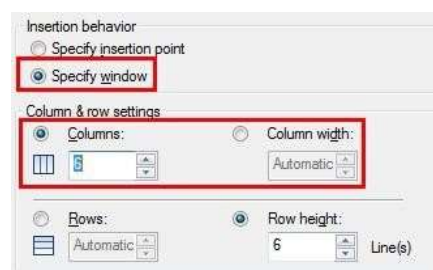 Insertion behavior
Specify insertion point
Specify window
Column & row settings
Columns:
Column width:
6
Automatic
Rows:
Row height:
Automatic
6
Line(s)